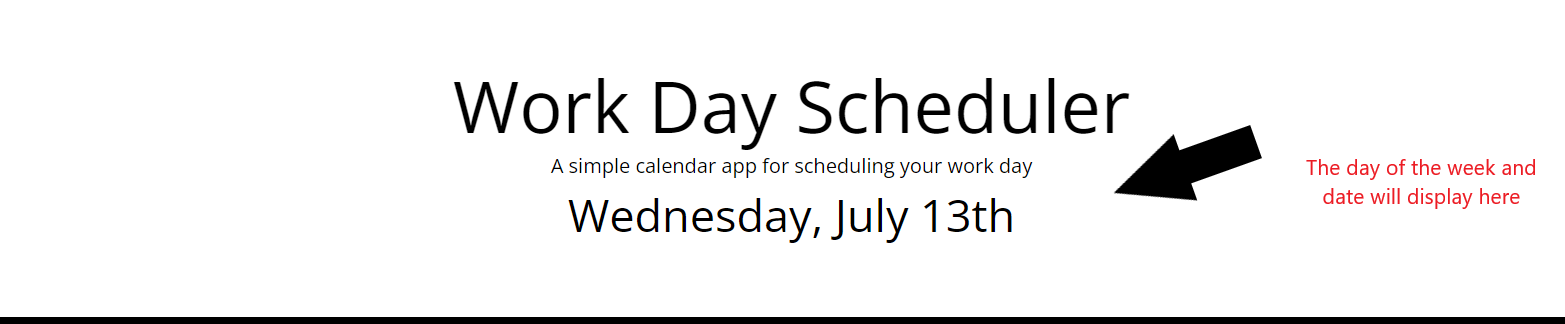 Work Day Scheduler
A simple calendar app for scheduling your work day
Wednesday, July 13th
The day of the week and
date will display here